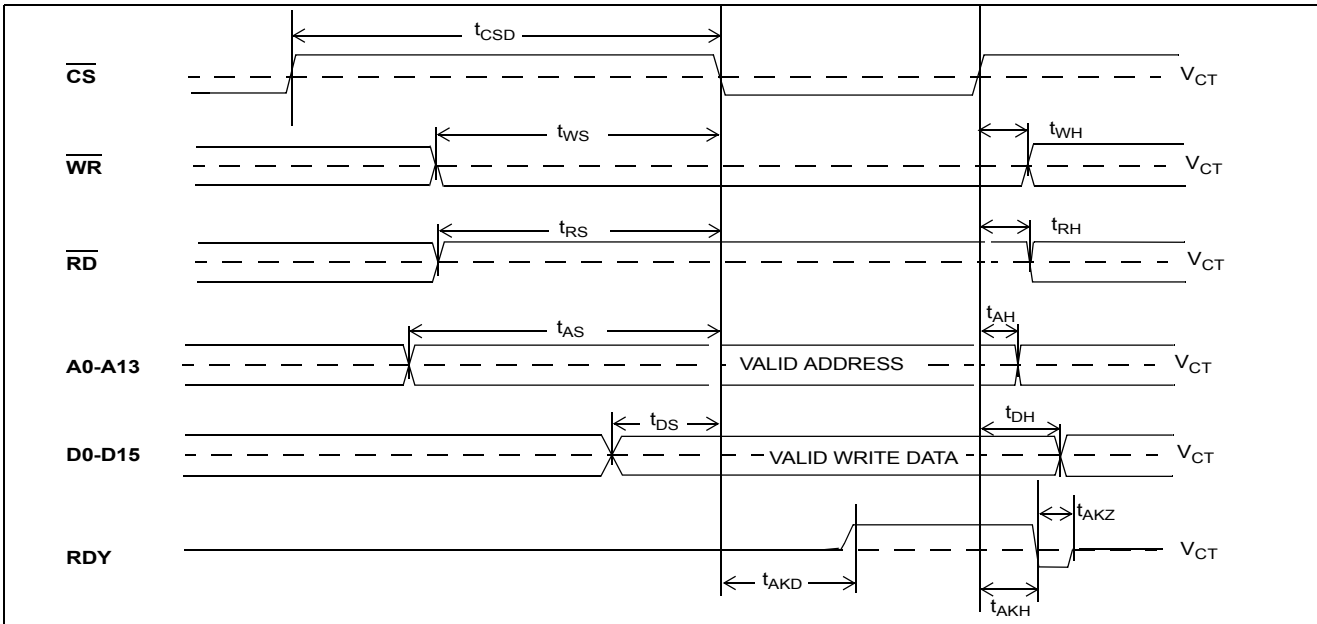 tCSD
CS
VCT
tWS
tWH
WR
VCT
tRS
tRH
RD
VCT
tAS
tAH
A0-A13
VALID ADDRESS
VCT
tDS
tDH
D0-D15
VALID WRITE DATA
VCT
tAKZ
RDY
VCT
tAKD
tAKH